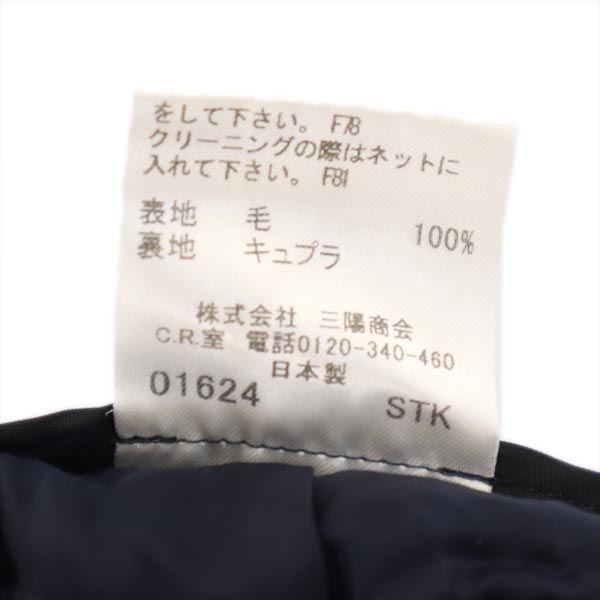 をして下さい。 F78
クリーニングの際はネットに
入れて下さい。 F81
表地 毛 100%
裏地 キュプラ
株式会社 三陽商会
C.R.室 電話0120-340-460
日本製
01624 STK